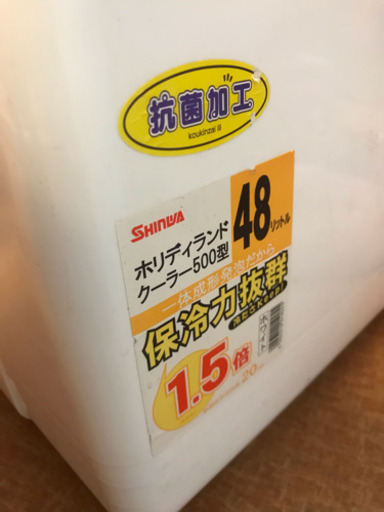 抗菌加工
koukinzai
SHINWA
ホリディランド
クーラー500型
48
リットル
一体成形発泡だから
保冷力抜群
1.5倍